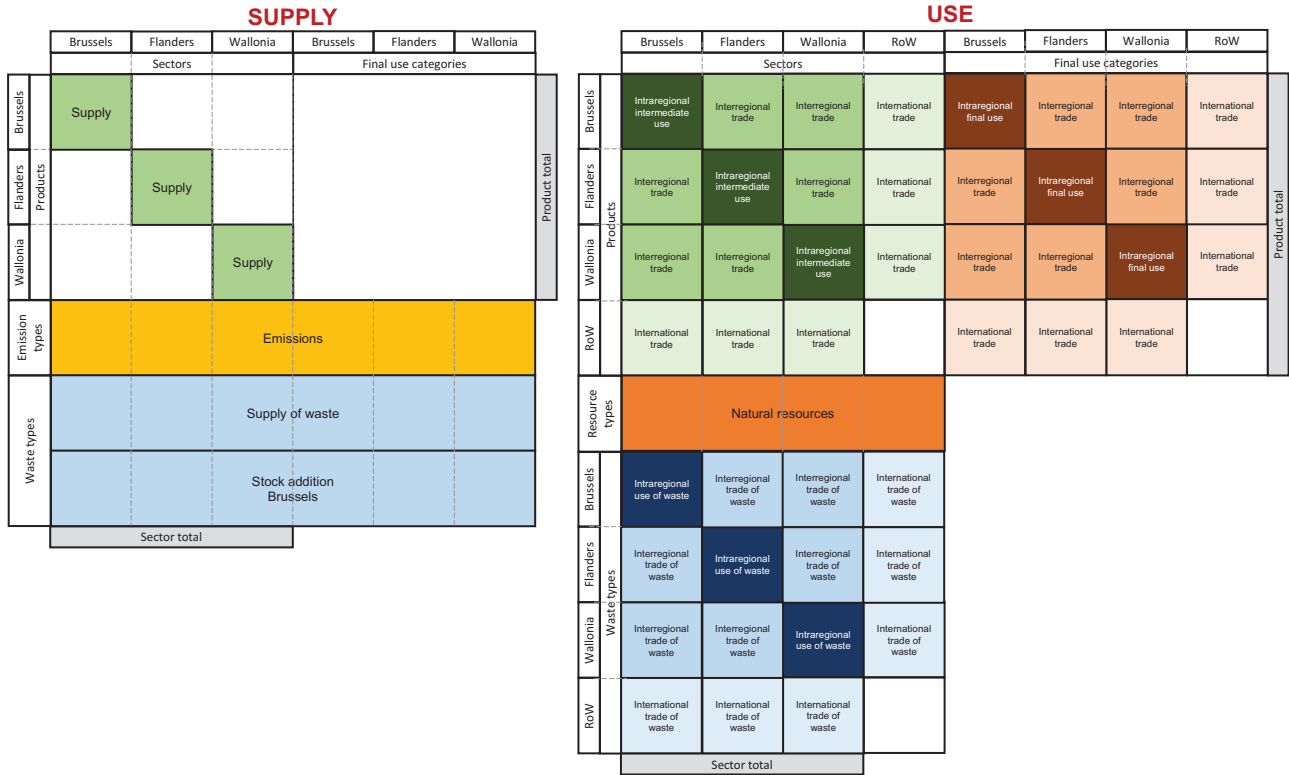 SUPPLY
Brussels
Flanders
Wallonia
Brussels
Flanders
Wallonia
Sectors
Final use categories
Brussels
Flanders
Wallonia
Products
Supply
Supply
Supply
Product total
Emission
types
Emissions
Waste types
Supply of waste
Stock addition
Brussels
Sector total
USE
Brussels
Flanders
Wallonia
RoW
Brussels
Flanders
Wallonia
RoW
Sectors
Final use categories
Products
Product total
Brussels
Intraregional
intermediate
use
Interregional
trade
Interregional
trade
International
trade
Intraregional
final use
Interregional
trade
Interregional
trade
International
trade
Flanders
Interregional
trade
Intraregional
intermediate
use
Interregional
trade
International
trade
Interregional
trade
Intraregional
final use
Interregional
trade
International
trade
Wallonia
Interregional
trade
Interregional
trade
Intraregional
intermediate
use
International
trade
Interregional
trade
Interregional
trade
Intraregional
final use
International
trade
RoW
International
trade
International
trade
International
trade
International
trade
International
trade
International
trade
Resource
types
Natural resources
Waste types
Brussels
Intraregional
use of waste
Interregional
trade of
waste
Interregional
trade of
waste
International
trade of
waste
Flanders
Interregional
trade of
waste
Intraregional
use of waste
Interregional
trade of
waste
International
trade of
waste
Wallonia
Interregional
trade of
waste
Interregional
trade of
waste
Intraregional
use of waste
International
trade of
waste
RoW
International
trade of
waste
International
trade of
waste
International
trade of
waste
Sector total